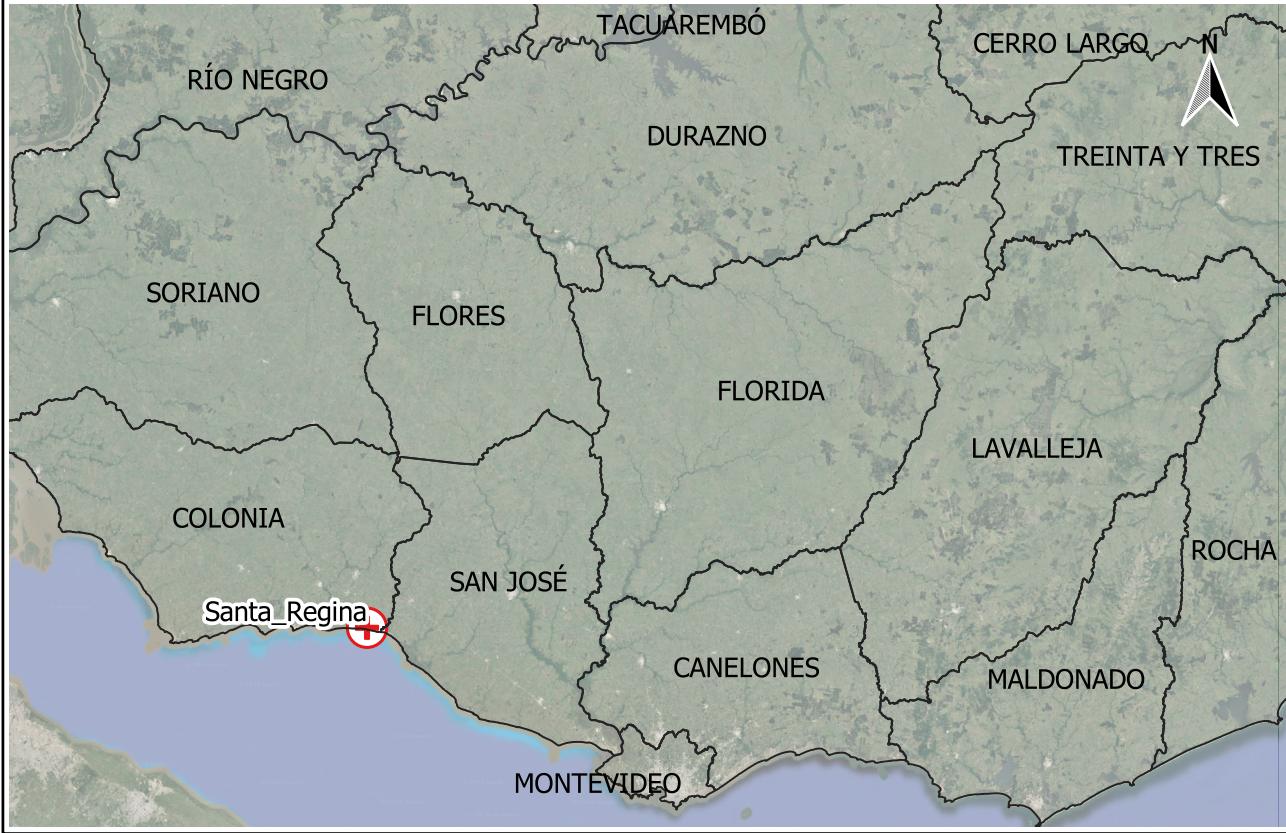 TACUAREMBÓ
CERRO LARGO
N
RÍO NEGRO
DURAZNO
TREINTA Y TRES
SORIANO
FLORES
FLORIDA
LAVALLEJA
COLONIA
ROCHA
SAN JOSÉ
Santa_Regina
CANELONES
MALDONADO
MONTEVIDEO